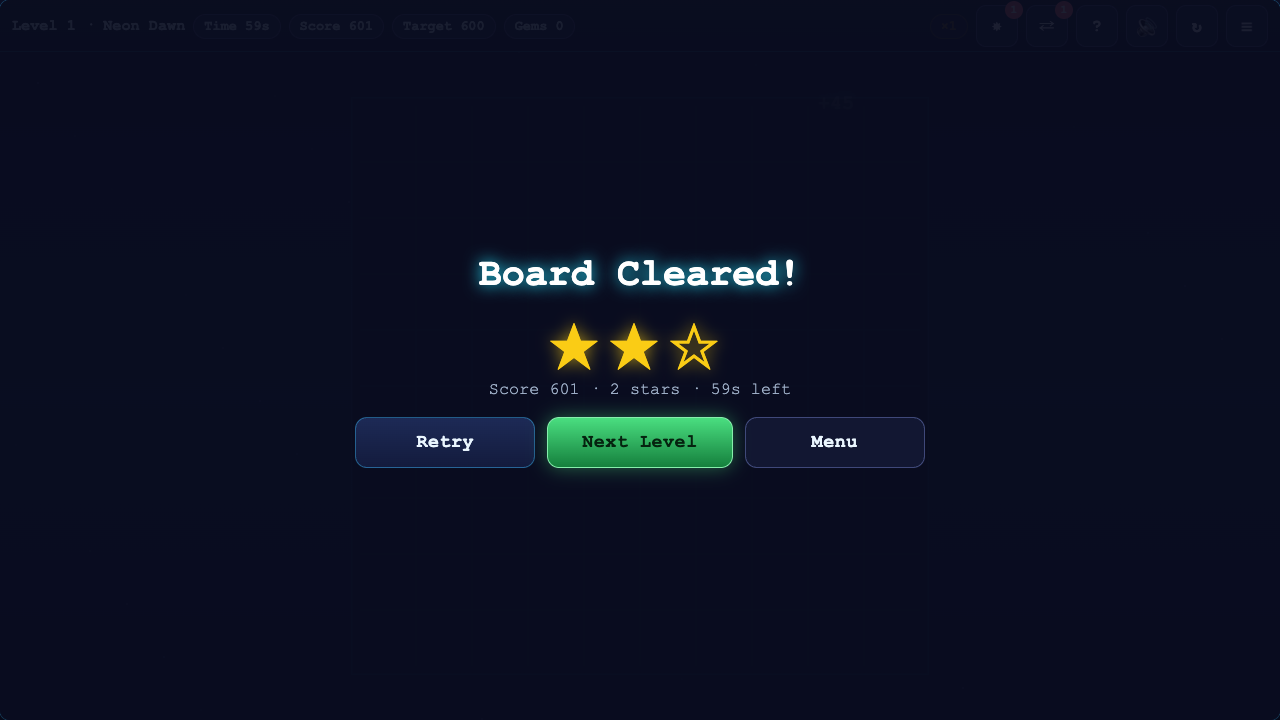 Level 1 · Neon Dawn Time 59s Score 601 Target 600 Gems 0 ?
Board Cleared!
Score 601 · 2 stars · 59s left
Retry Next Level Menu